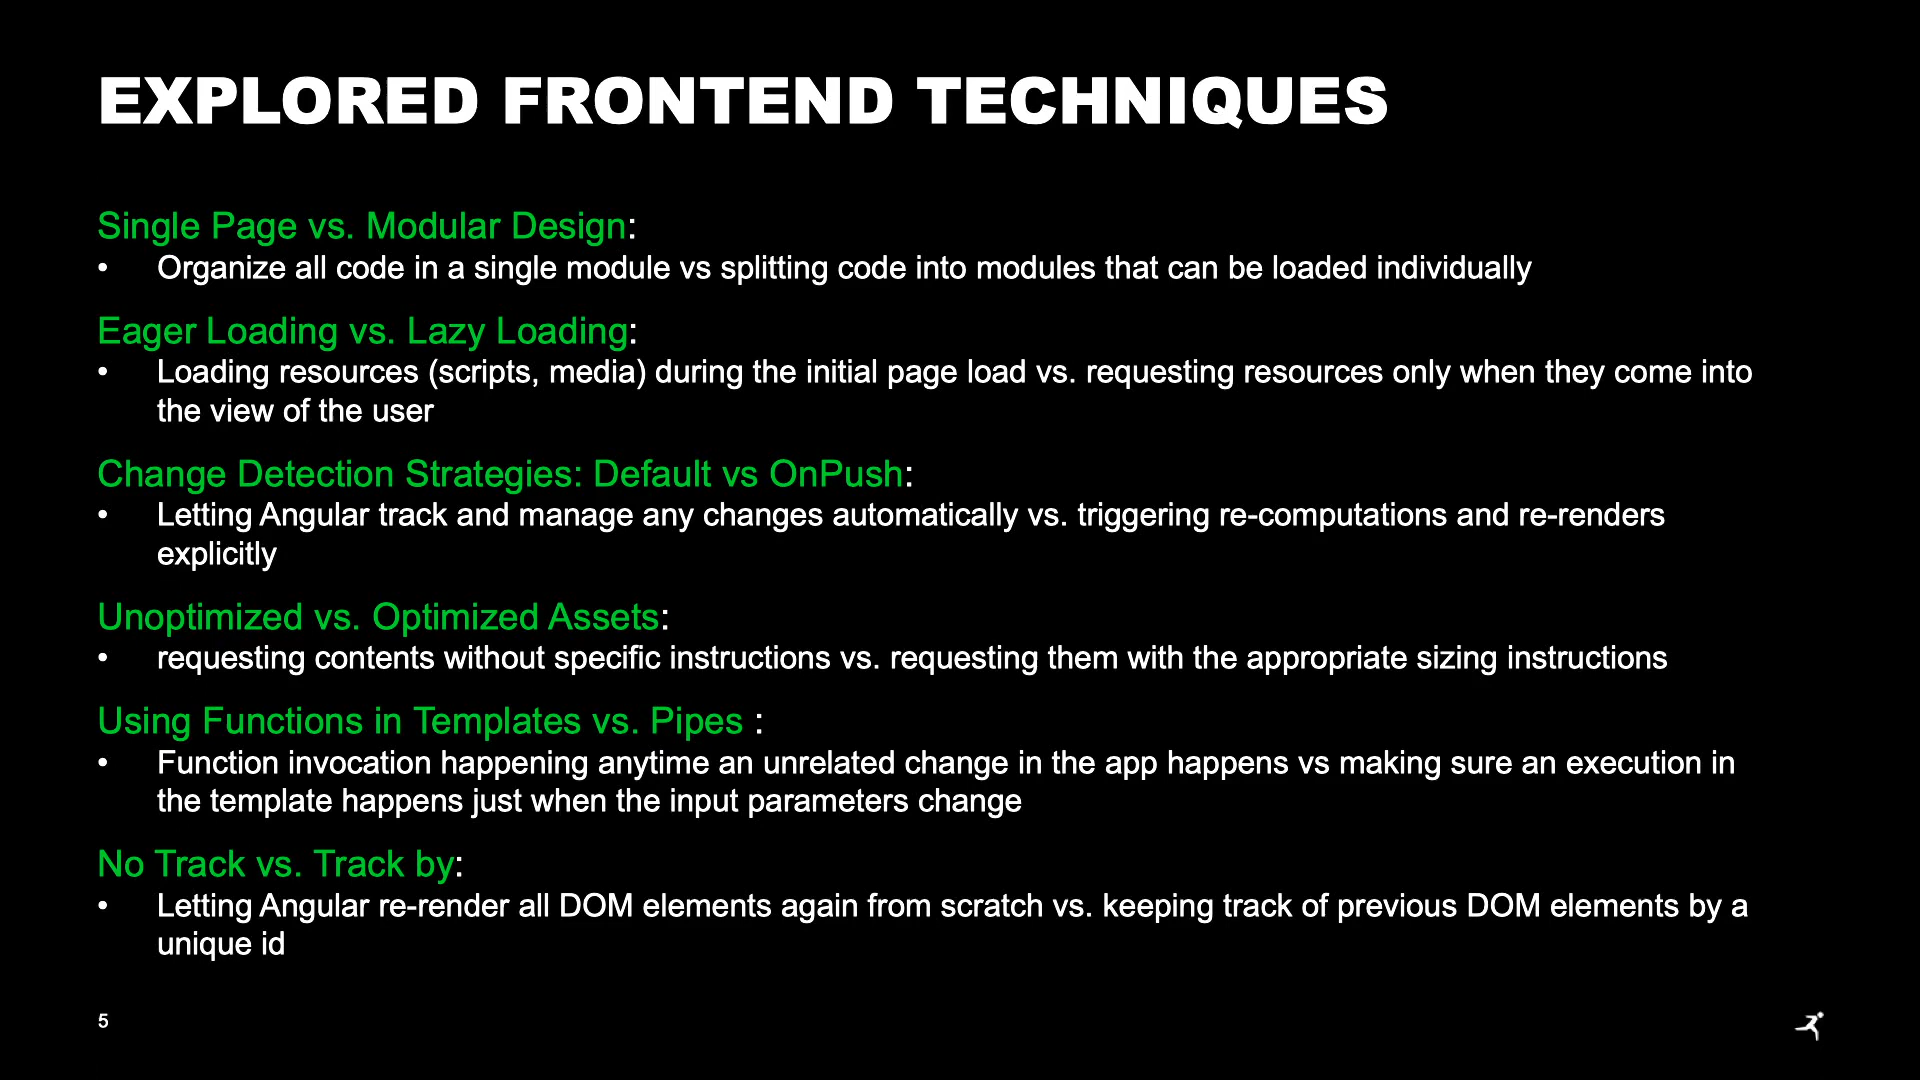 EXPLORED FRONTEND TECHNIQUES
Single Page vs. Modular Design:
• Organize all code in a single module vs splitting code into modules that can be loaded individually
Eager Loading vs. Lazy Loading:
• Loading resources (scripts, media) during the initial page load vs. requesting resources only when they come into
the view of the user
Change Detection Strategies: Default vs OnPush:
• Letting Angular track and manage any changes automatically vs. triggering re-computations and re-renders
explicitly
Unoptimized vs. Optimized Assets:
• requesting contents without specific instructions vs. requesting them with the appropriate sizing instructions
Using Functions in Templates vs. Pipes :
• Function invocation happening anytime an unrelated change in the app happens vs making sure an execution in
the template happens just when the input parameters change
No Track vs. Track by:
• Letting Angular re-render all DOM elements again from scratch vs. keeping track of previous DOM elements by a
unique id
5